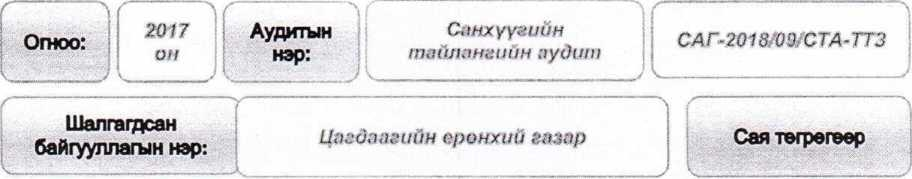 Огноо:
2017
он
Аудитын
нэр:
Санхүүгийн
тайлангийн аудит
САГ-2018/09/СТА-ТТЗ
Шалгагдсан
байгууллагын нэр:
Цагдаагийн ерөнхий газар
Сая төгрөгөөр